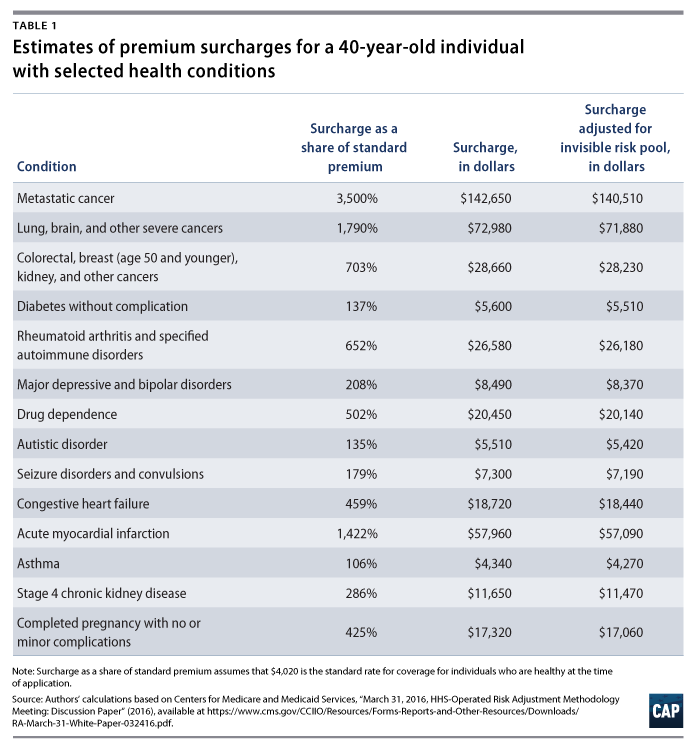 TABLE 1
Estimates of premium surcharges for a 40-year-old individual
with selected health conditions
Condition
Surcharge as a
share of standard
premium
Surcharge,
in dollars
Surcharge
adjusted for
invisible risk pool,
in dollars
Metastatic cancer 3,500% $142,650 $140,510
Lung, brain, and other severe cancers 1,790% $72,980 $71,880
Colorectal, breast (age 50 and younger),
kidney, and other cancers 703% $28,660 $28,230
Diabetes without complication 137% $5,600 $5,510
Rheumatoid arthritis and specified
autoimmune disorders 652% $26,580 $26,180
Major depressive and bipolar disorders 208% $8,490 $8,370
Drug dependence 502% $20,450 $20,140
Autistic disorder 135% $5,510 $5,420
Seizure disorders and convulsions 179% $7,300 $7,190
Congestive heart failure 459% $18,720 $18,440
Acute myocardial infarction 1,422% $57,960 $57,090
Asthma 106% $4,340 $4,270
Stage 4 chronic kidney disease 286% $11,650 $11,470
Completed pregnancy with no or
minor complications 425% $17,320 $17,060
Note: Surcharge as a share of standard premium assumes that $4,020 is the standard rate for coverage for individuals who are healthy at the time
of application.
Source: Authors' calculations based on Centers for Medicare and Medicaid Services, "March 31, 2016, HHS-Operated Risk Adjustment Methodology
Meeting: Discussion Paper" (2016), available at https://www.cms.gov/CCIIO/Resources/Forms-Reports-and-Other-Resources/Downloads/
RA-March-31-White-Paper-032416.pdf.
CAP